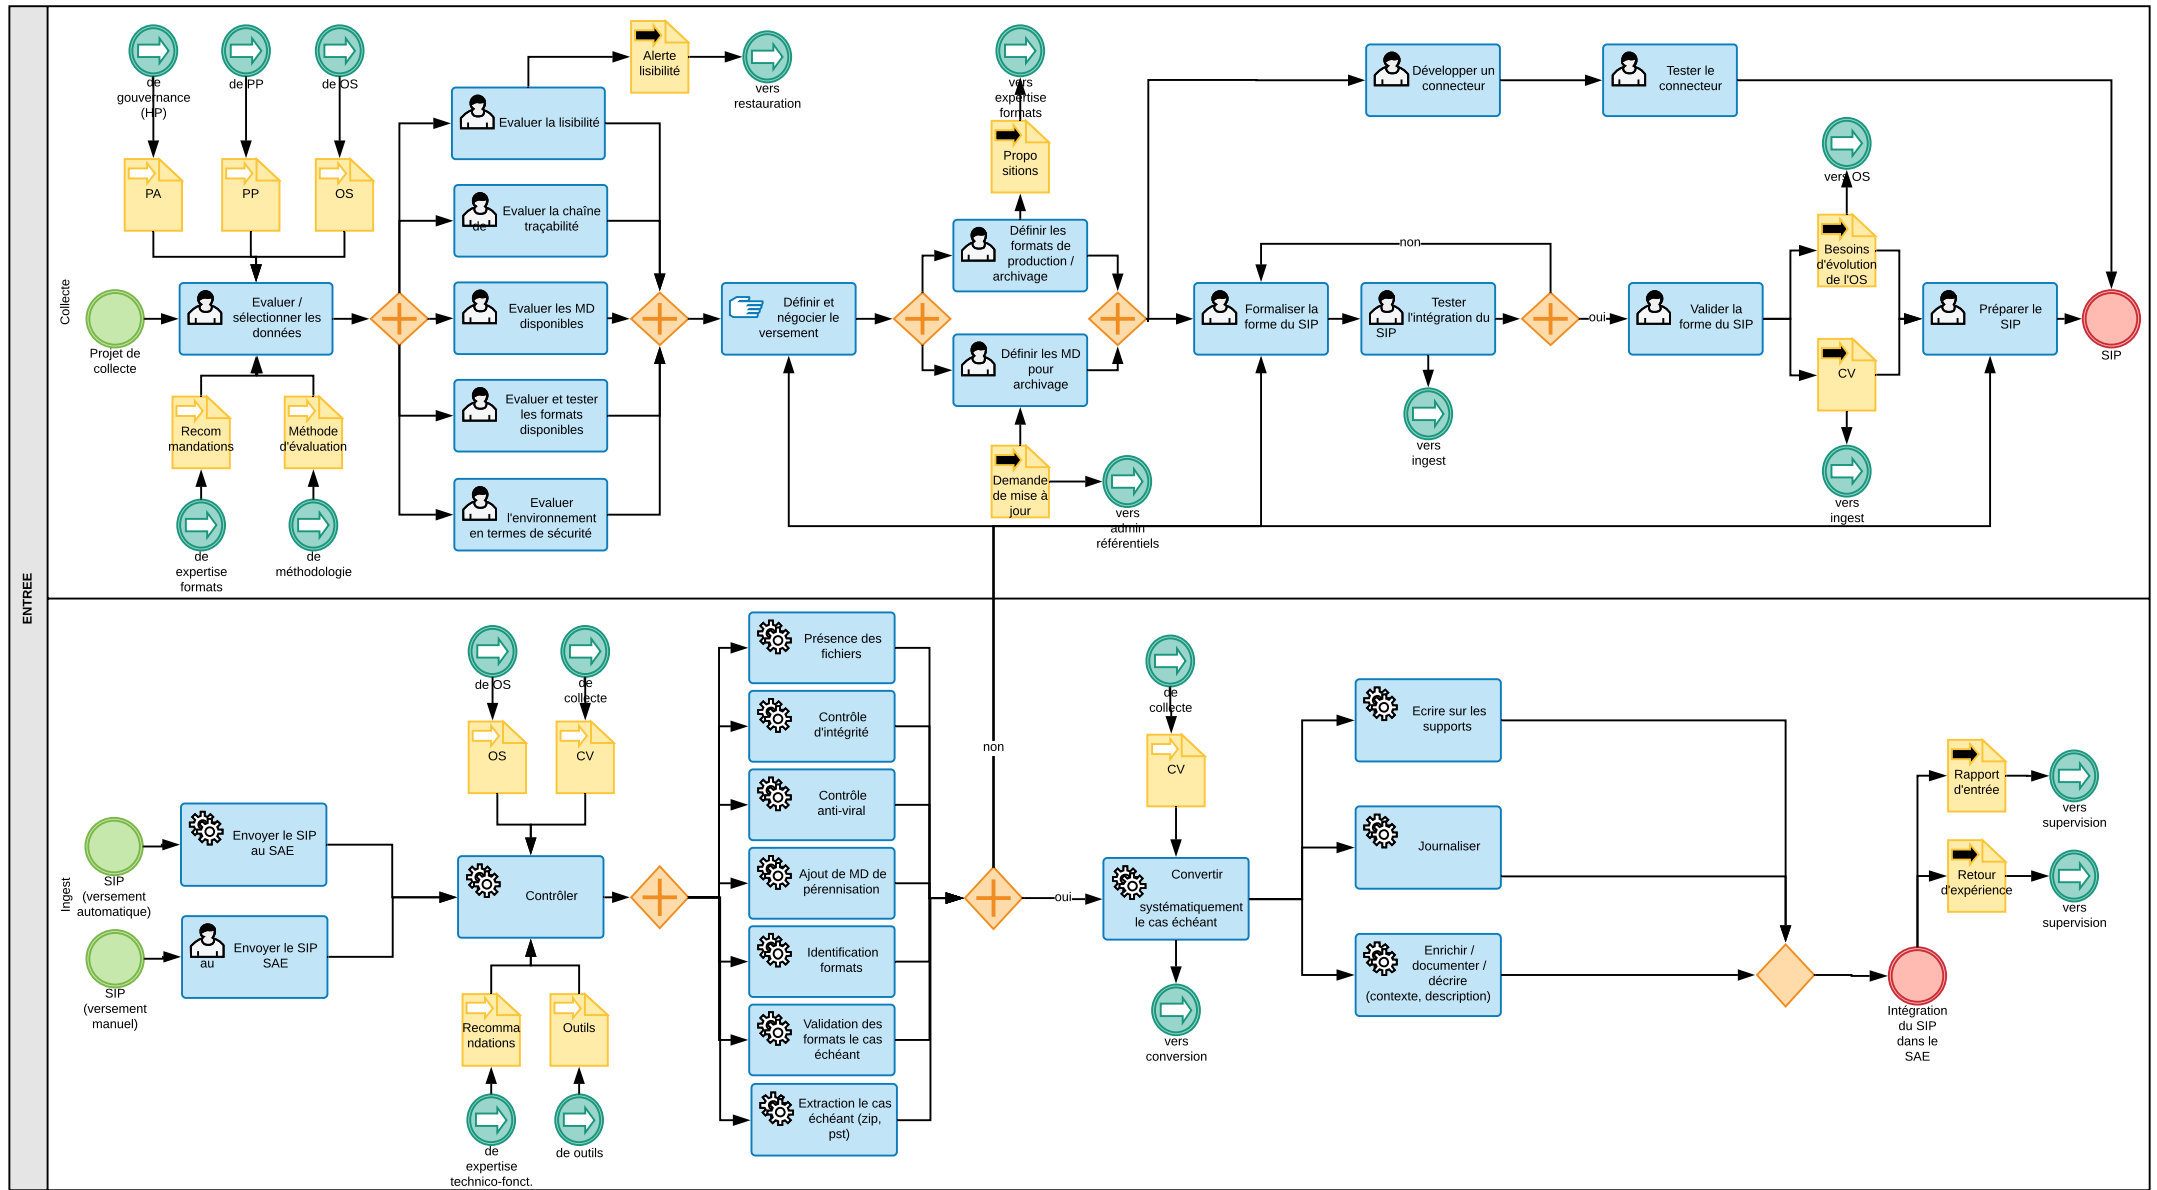 ENTREE
Collecte
de
gouvernance
(HP)
de PP
de OS
PA
PP
OS
Projet de
collecte
Evaluer /
sélectionner les
données
Recom
mandations
Méthode
d'évaluation
de
expertise
formats
de
méthodologie
Evaluer la lisibilité
Evaluer la chaîne
de traçabilité
Evaluer les MD
disponibles
Evaluer et tester
les formats
disponibles
Evaluer
l'environnement
en termes de sécurité
Alerte
lisibilité
vers
restauration
Définir et
négocier le
versement
vers
expertise
formats
Propo
sitions
Définir les
formats de
production /
archivage
Définir les MD
pour
archivage
Demande
de mise à
jour
vers
admin
référentiels
Développer un
connecteur
Tester le
connecteur
non
Formaliser la
forme du SIP
Tester
l'intégration du
SIP
vers
ingest
oui
Valider la
forme du SIP
vers OS
Besoins
d'évolution
de l'OS
CV
vers
ingest
Préparer le
SIP
SIP
Ingest
SIP
(versement
automatique)
SIP
(versement
manuel)
Envoyer le SIP
au SAE
Envoyer le SIP
au SAE
de OS
de
collecte
OS
CV
Contrôler
Recomma
ndations
Outils
de
expertise
technico-fonct.
de outils
Présence des
fichiers
Contrôle
d'intégrité
Contrôle
anti-viral
Ajout de MD de
pérennisation
Identification
formats
Validation des
formats le cas
échéant
Extraction le cas
échéant (zip,
pst)
non
oui
de
collecte
CV
Convertir
systématiquement
le cas échéant
vers
conversion
Ecrire sur les
supports
Journaliser
Enrichir /
documenter /
décrire
(contexte, description)
Rapport
d'entrée
vers
supervision
Retour
d'expérience
vers
supervision
Intégration
du SIP
dans le
SAE